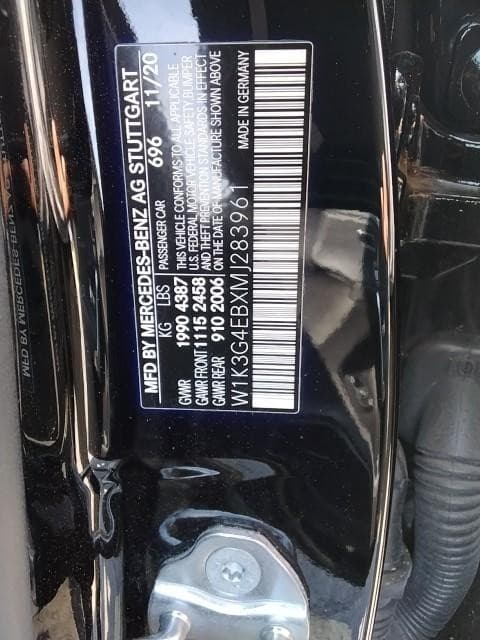 MFD BY MERCEDES-BENZ AG STUTTGART
KG LBS PASSENGER CAR 696 11/20
GVWR 1990 4387 THIS VEHICLE CONFORMS TO ALL APPLICABLE
GAWR FRONT 1115 2458 U.S. FEDERAL MOTOR VEHICLE SAFETY BUMPER
AND THEFT PREVENTION STANDARDS IN EFFECT
GAWR REAR 910 2006 ON THE DATE OF MANUFACTURE SHOWN ABOVE
W1K3G4EBXMJ283961 MADE IN GERMANY